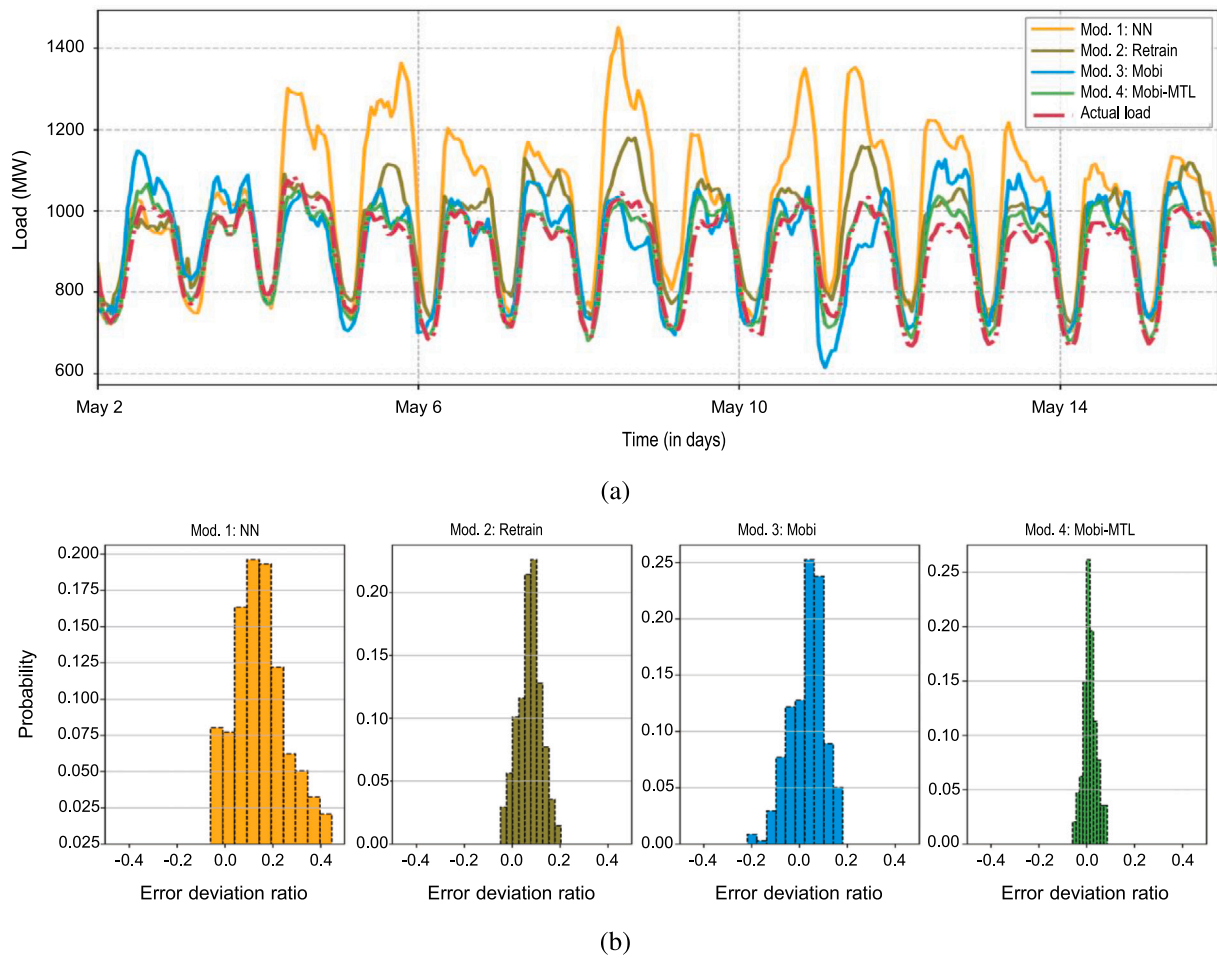 1400
1200
1000
800
600
Load (MW)
Mod. 1: NN
Mod. 2: Retrain
Mod. 3: Mobi
Mod. 4: Mobi-MTL
Actual load
May 2
May 6
May 10
May 14
Time (in days)
(a)
Mod. 1: NN
Mod. 2: Retrain
Mod. 3: Mobi
Mod. 4: Mobi-MTL
Probability
0.200
0.175
0.150
0.125
0.100
0.075
0.050
0.025
-0.4 -0.2 0.0 0.2 0.4
Error deviation ratio
0.20
0.15
0.10
0.05
0.00
-0.4 -0.2 0.0 0.2 0.4
Error deviation ratio
0.25
0.20
0.15
0.10
0.05
0.00
-0.4 -0.2 0.0 0.2 0.4
Error deviation ratio
0.25
0.20
0.15
0.10
0.05
0.00
-0.4 -0.2 0.0 0.2 0.4
Error deviation ratio
(b)